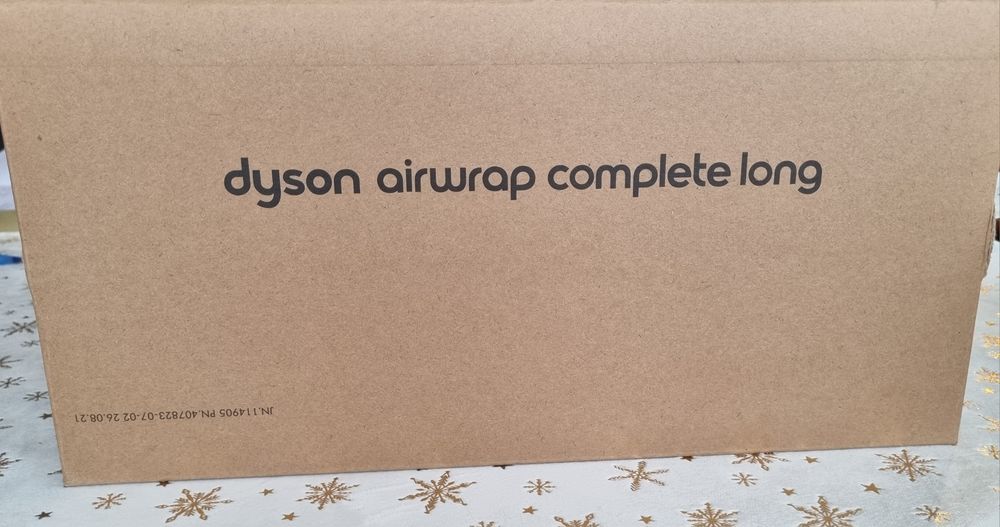 dyson airwrap complete long
JN.114905 PN.407823-07-02 26.08.21